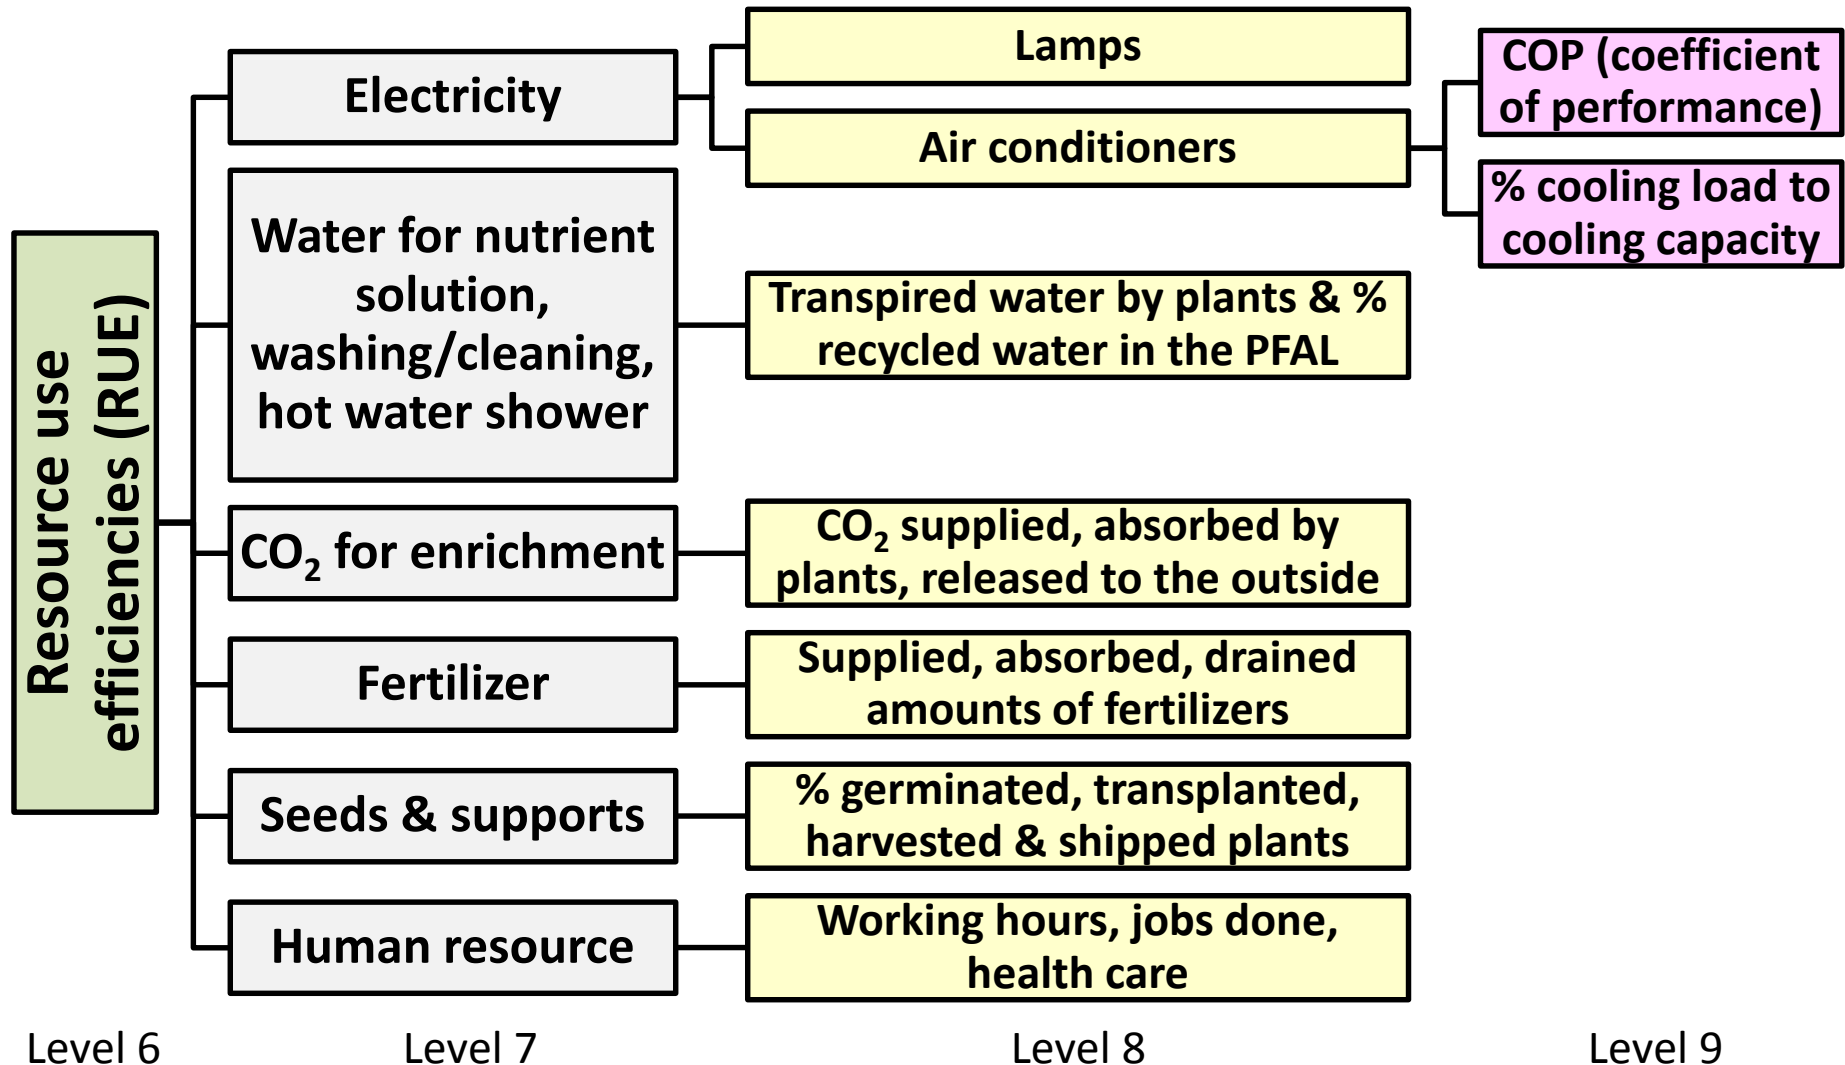 Resource use
efficiencies (RUE)
Electricity
Water for nutrient
solution,
washing/cleaning,
hot water shower
CO₂ for enrichment
Fertilizer
Seeds & supports
Human resource
Lamps
Air conditioners
Transpired water by plants & %
recycled water in the PFAL
CO₂ supplied, absorbed by
plants, released to the outside
Supplied, absorbed, drained
amounts of fertilizers
% germinated, transplanted,
harvested & shipped plants
Working hours, jobs done,
health care
COP (coefficient
of performance)
% cooling load to
cooling capacity
Level 6
Level 7
Level 8
Level 9